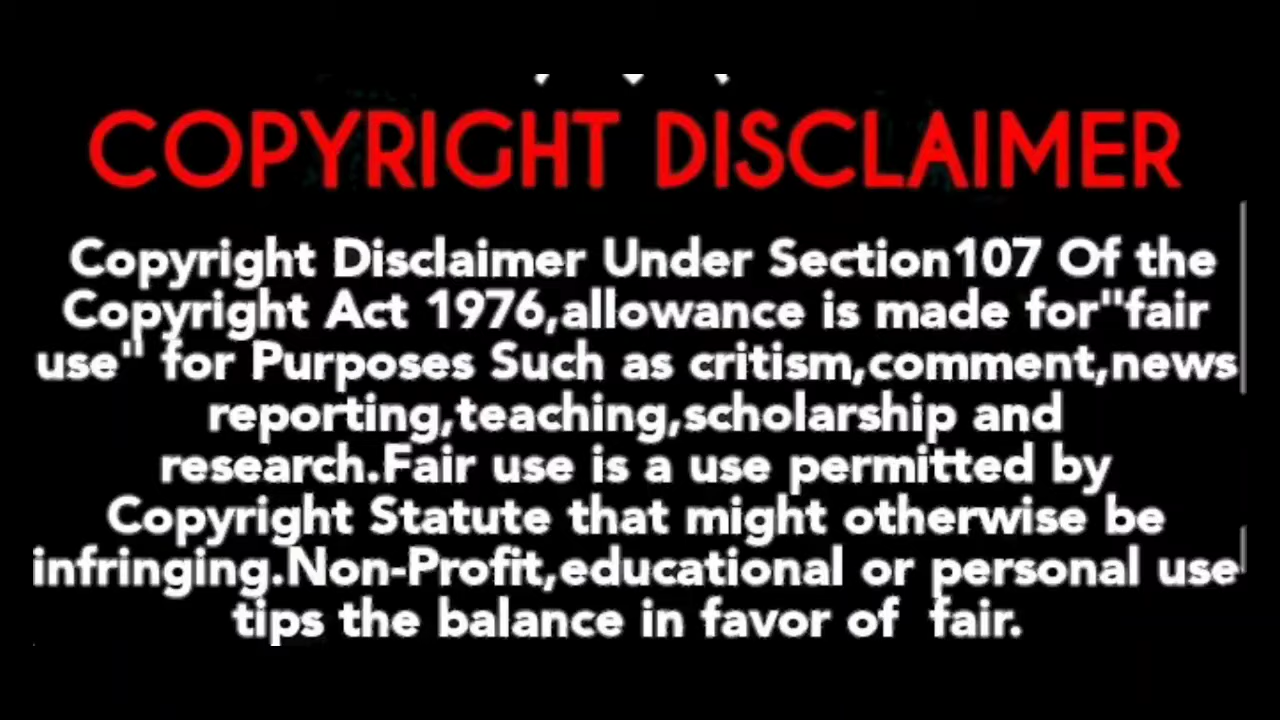 COPYRIGHT DISCLAIMER
Copyright Disclaimer Under Section107 Of the
Copyright Act 1976,allowance is made for"fair
use" for Purposes Such as critism,comment,news
reporting,teaching,scholarship and
research.Fair use is a use permitted by
Copyright Statute that might otherwise be
infringing.Non-Profit,educational or personal use
tips the balance in favor of  fair.